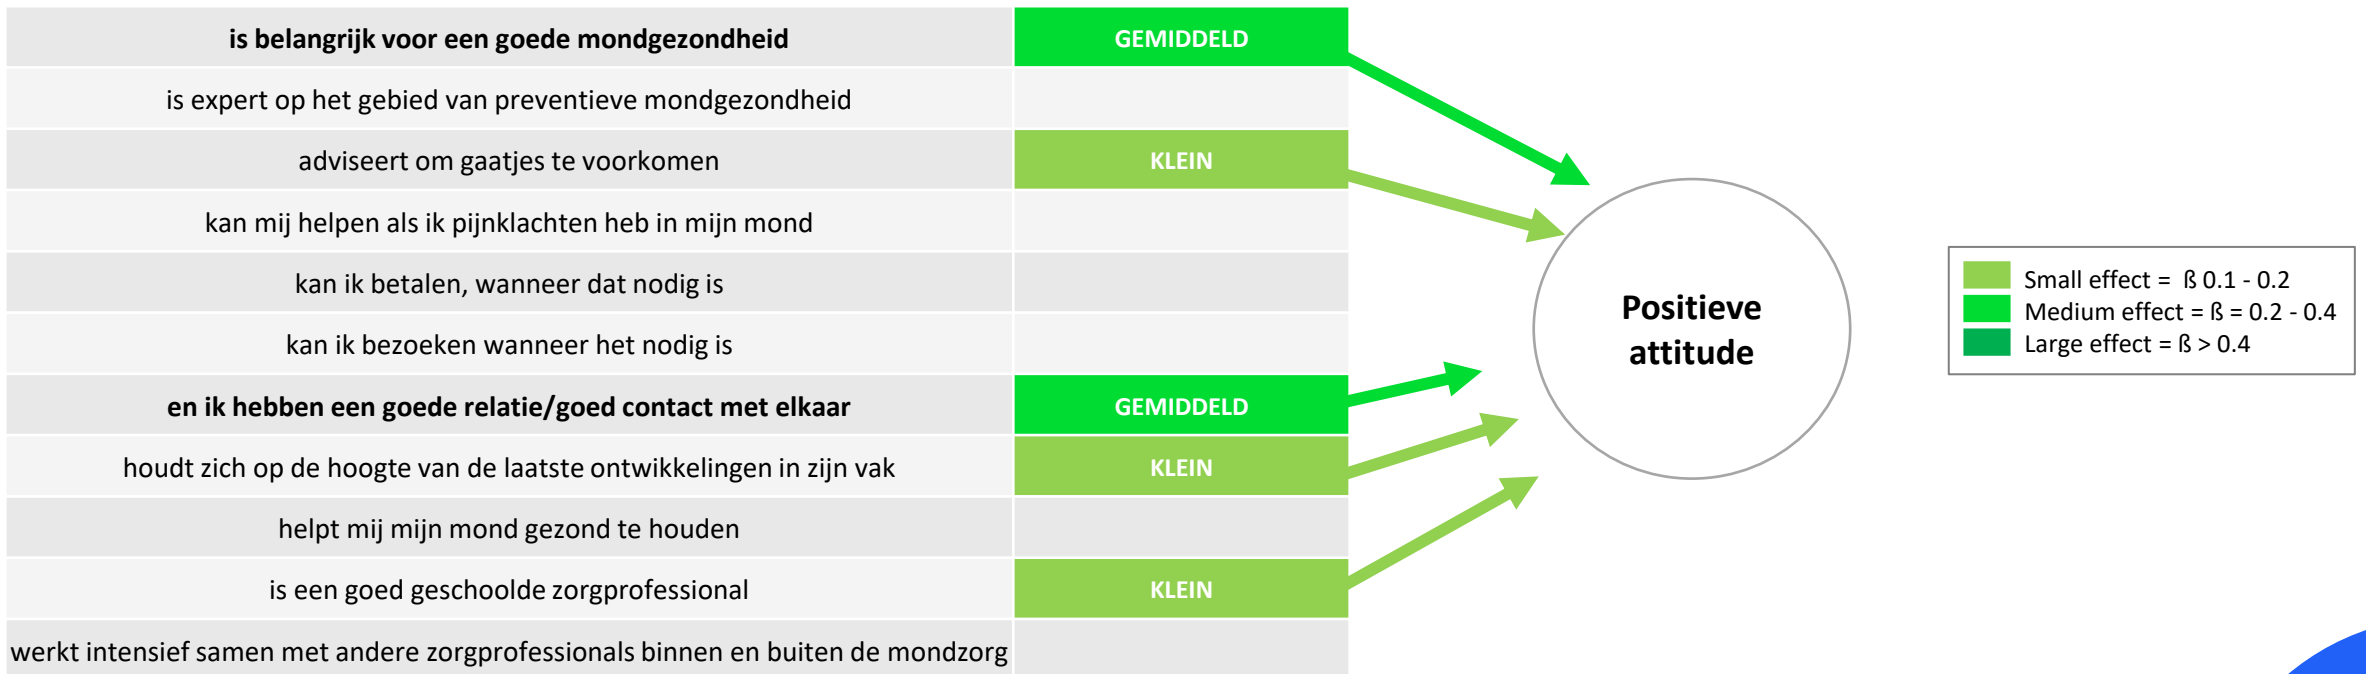 is belangrijk voor een goede mondgezondheid GEMIDDELD
is expert op het gebied van preventieve mondgezondheid
adviseert om gaatjes te voorkomen KLEIN
kan mij helpen als ik pijnklachten heb in mijn mond
kan ik betalen, wanneer dat nodig is
kan ik bezoeken wanneer het nodig is
en ik hebben een goede relatie/goed contact met elkaar GEMIDDELD
houdt zich op de hoogte van de laatste ontwikkelingen in zijn vak KLEIN
helpt mij mijn mond gezond te houden
is een goed geschoolde zorgprofessional KLEIN
werkt intensief samen met andere zorgprofessionals binnen en buiten de mondzorg
Positieve
attitude
Small effect = ß 0.1 - 0.2
Medium effect = ß = 0.2 - 0.4
Large effect = ß > 0.4